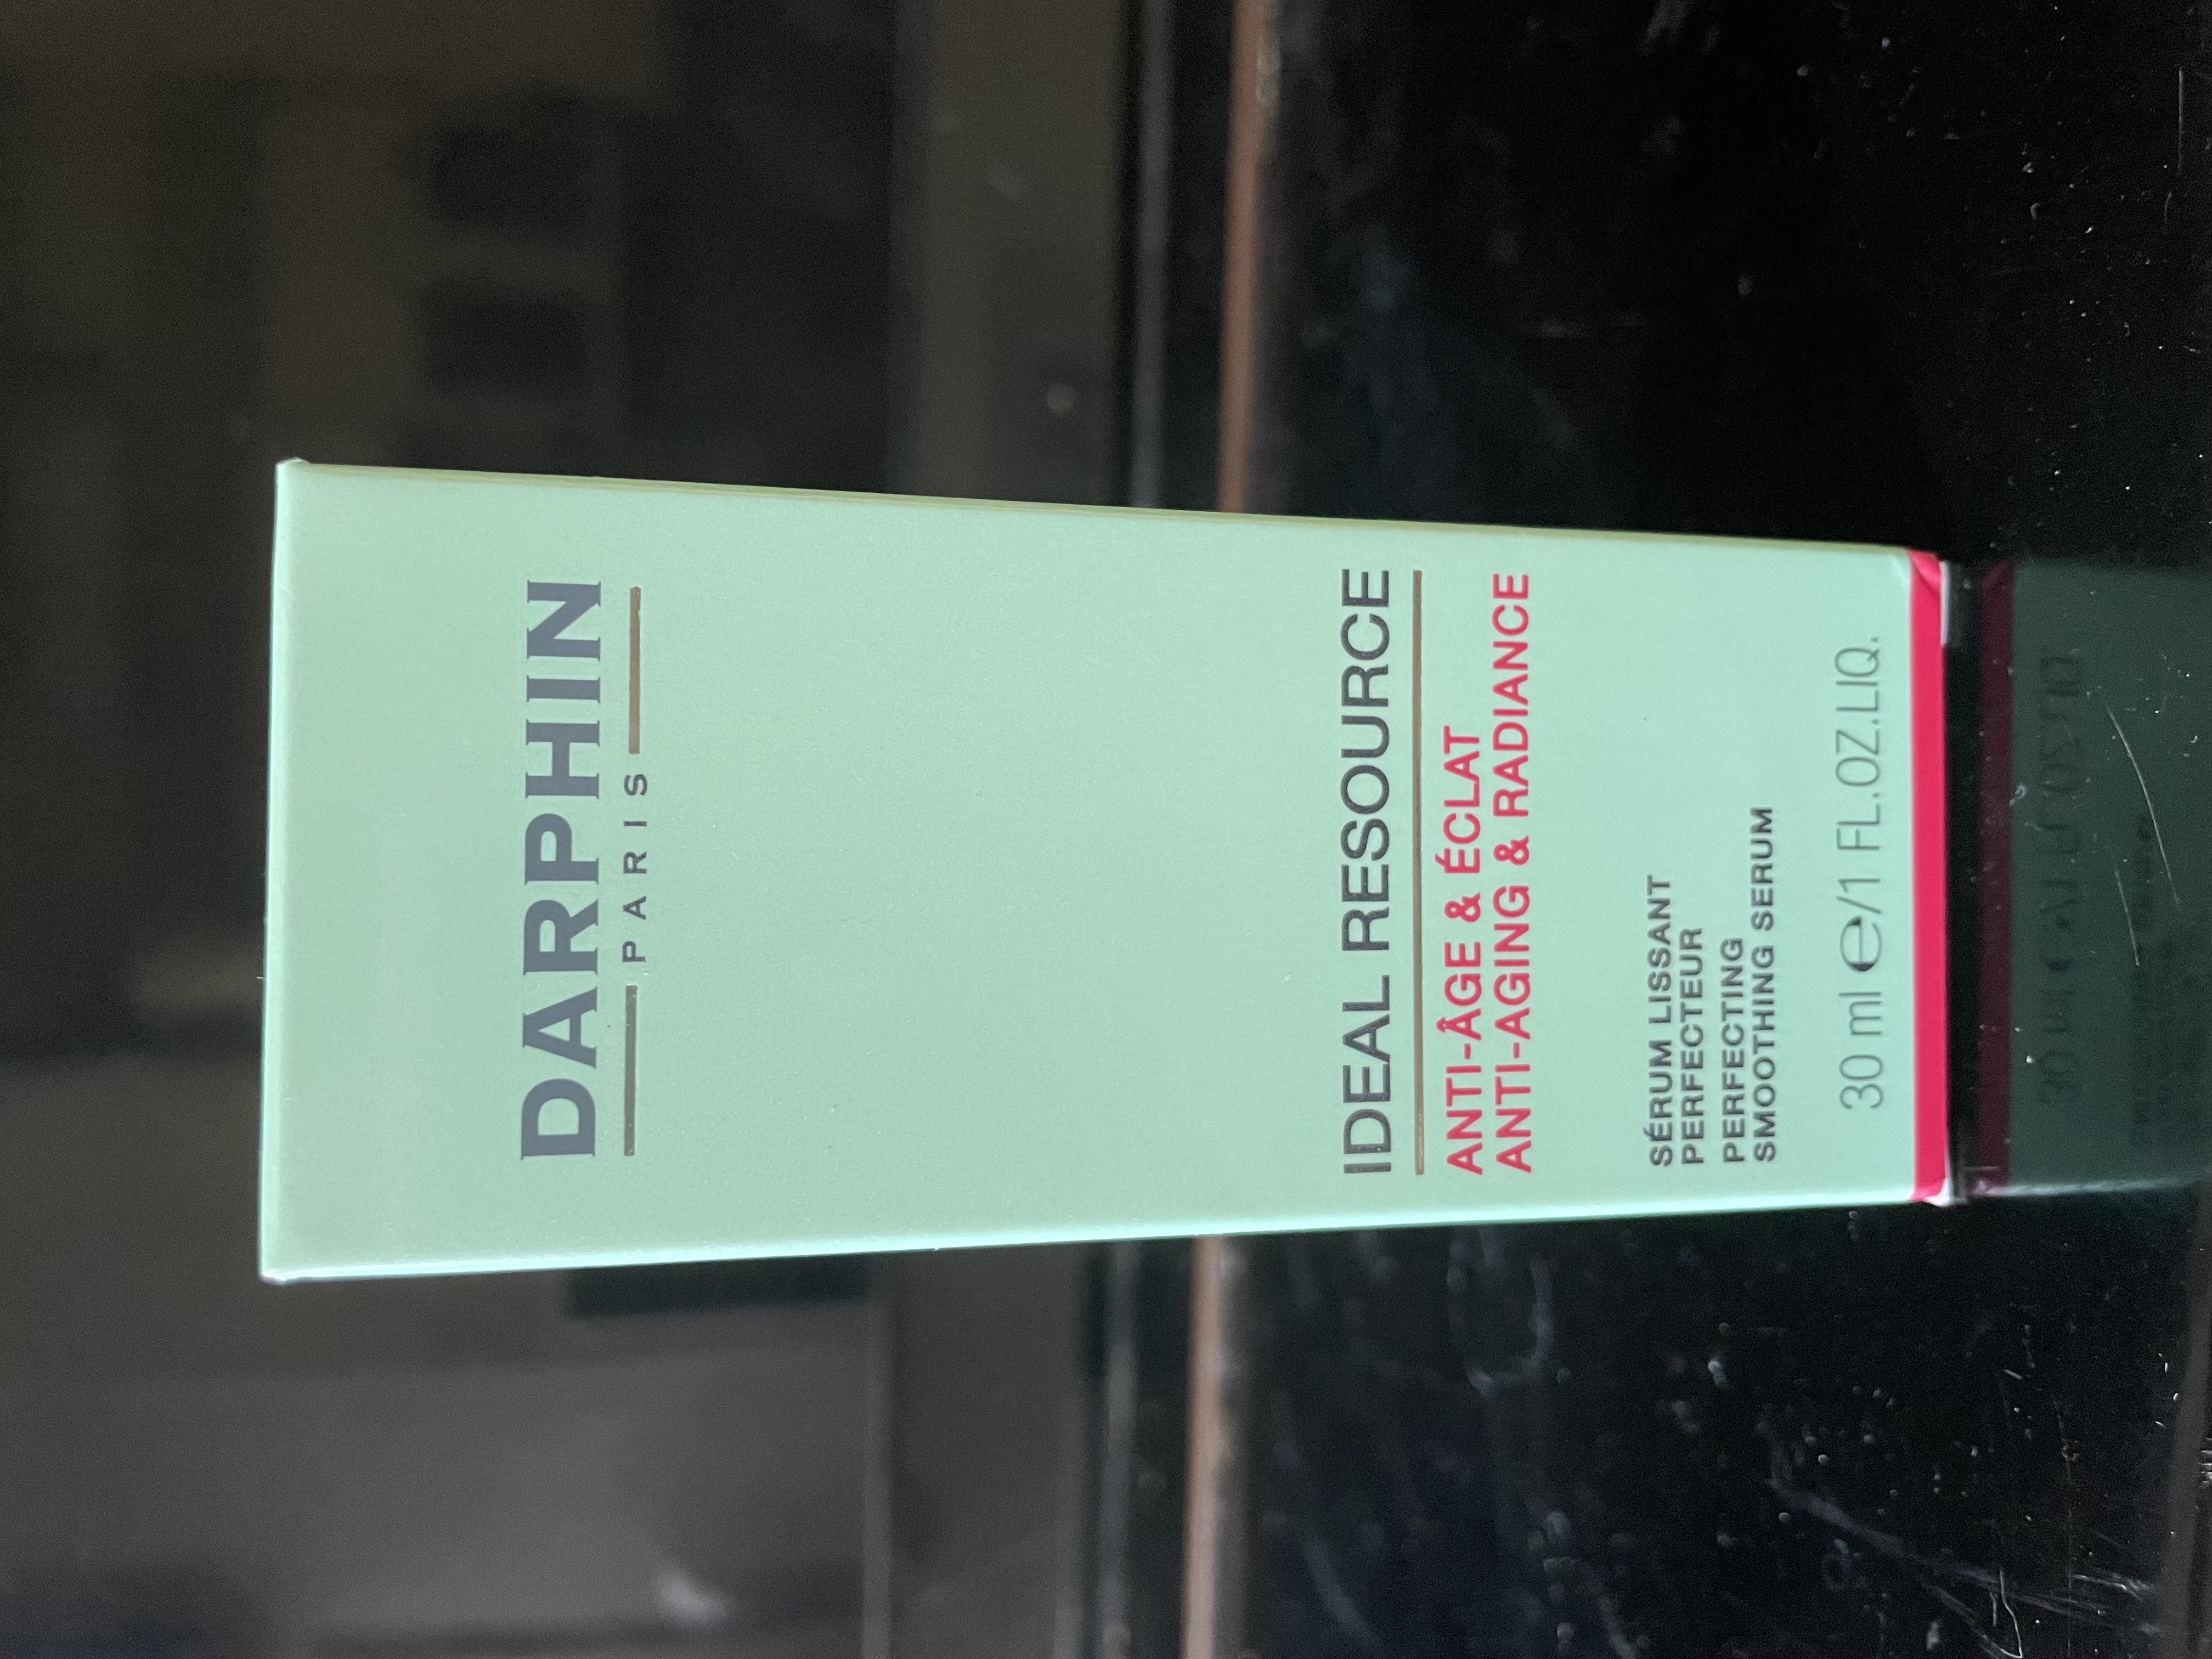 DARPHIN
PARIS
IDEAL RESOURCE
ANTI-ÂGE & ÉCLAT
ANTI-AGING & RADIANCE
SÉRUM LISSANT
PERFECTEUR
PERFECTING
SMOOTHING SERUM
30 ml ℮/1 FL.OZ.LIQ.